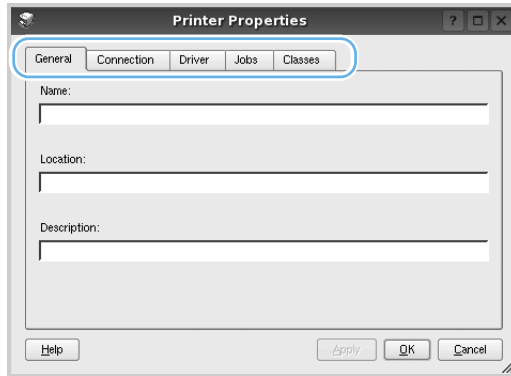 Printer Properties
General Connection Driver Jobs Classes
Name:
Location:
Description:
Help Apply OK Cancel